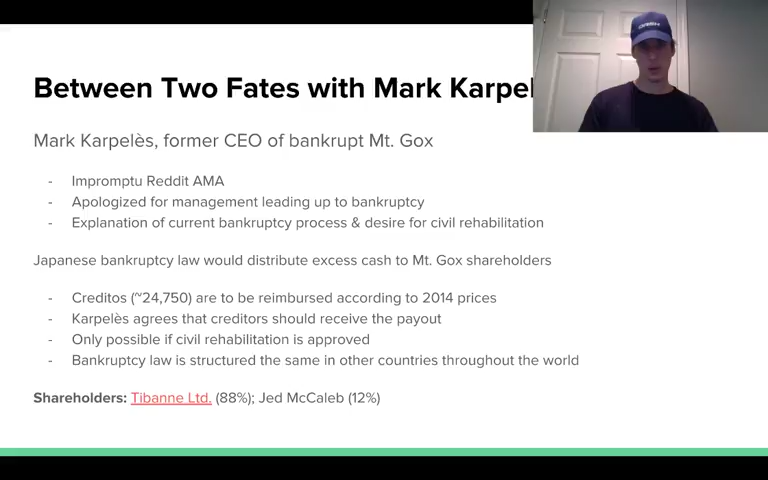 Between Two Fates with Mark Karpel
Mark Karpelès, former CEO of bankrupt Mt. Gox
- Impromptu Reddit AMA
- Apologized for management leading up to bankruptcy
- Explanation of current bankruptcy process & desire for civil rehabilitation
Japanese bankruptcy law would distribute excess cash to Mt. Gox shareholders
- Creditos (~24,750) are to be reimbursed according to 2014 prices
- Karpelès agrees that creditors should receive the payout
- Only possible if civil rehabilitation is approved
- Bankruptcy law is structured the same in other countries throughout the world
Shareholders: Tibanne Ltd. (88%); Jed McCaleb (12%)